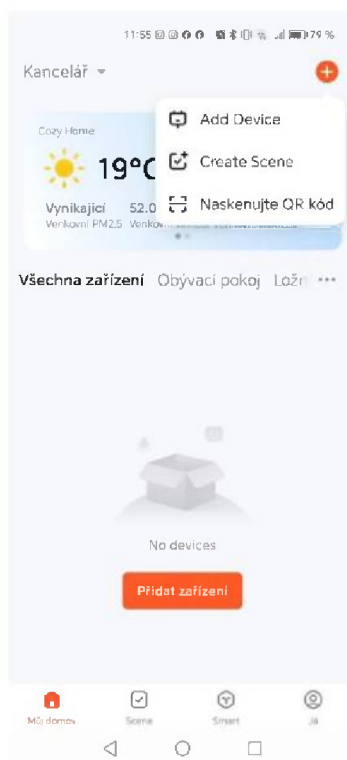 11:55 79 %
Kancelář
Add Device
Cozy Home
19°C
Create Scene
Vynikající 52.0
Naskenujte QR kód
Venkovní PM2.5
Všechna zařízení Obývací pokoj
No devices
Přidat zařízení
Můj domov Scene Smart Já